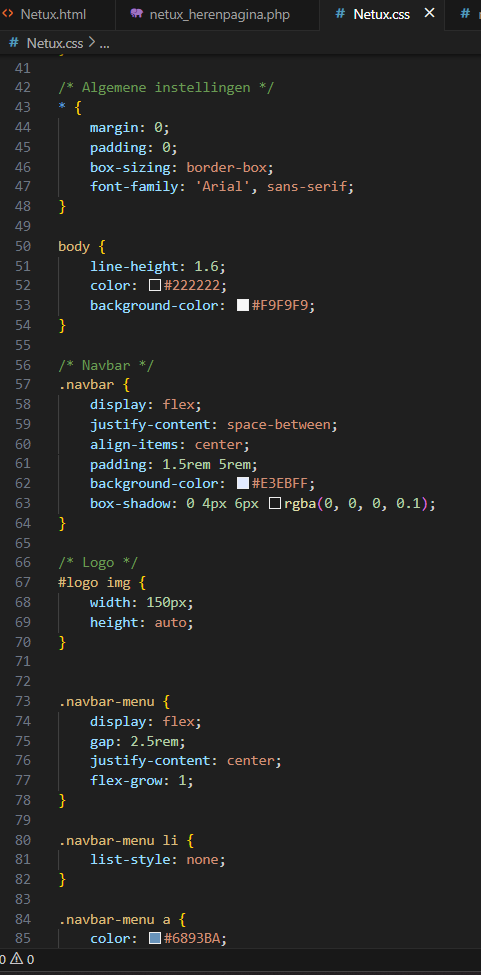 Netux.html netux_herenpagina.php # Netux.css × #
# Netux.css > ...
41
42 /* Algemene instellingen */
43 * {
44 margin: 0;
45 padding: 0;
46 box-sizing: border-box;
47 font-family: 'Arial', sans-serif;
48 }
49
50 body {
51 line-height: 1.6;
52 color: #222222;
53 background-color: #F9F9F9;
54 }
55
56 /* Navbar */
57 .navbar {
58 display: flex;
59 justify-content: space-between;
60 align-items: center;
61 padding: 1.5rem 5rem;
62 background-color: #E3EBFF;
63 box-shadow: 0 4px 6px rgba(0, 0, 0, 0.1);
64 }
65
66 /* Logo */
67 #logo img {
68 width: 150px;
69 height: auto;
70 }
71
72
73 .navbar-menu {
74 display: flex;
75 gap: 2.5rem;
76 justify-content: center;
77 flex-grow: 1;
78 }
79
80 .navbar-menu li {
81 list-style: none;
82 }
83
84 .navbar-menu a {
85 color: #6893BA;
0 0